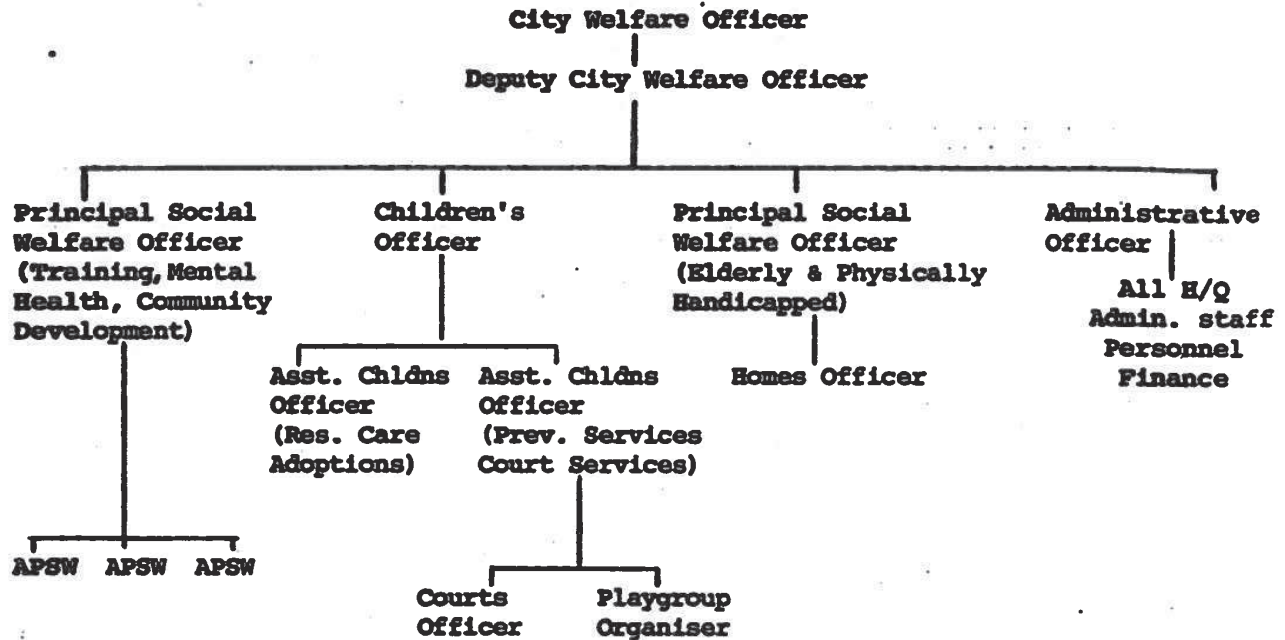 City Welfare Officer
Deputy City Welfare Officer
Principal Social
Welfare Officer
(Training, Mental
Health, Community
Development)
Children's
Officer
Principal Social
Welfare Officer
(Elderly & Physically
Handicapped)
Administrative
Officer
All H/Q
Admin. staff
Personnel
Finance
Asst. Chldns
Officer
(Res. Care
Adoptions)
Asst. Chldns
Officer
(Prev. Services
Court Services)
Homes Officer
APSW APSW APSW
Courts
Officer
Playgroup
Organiser